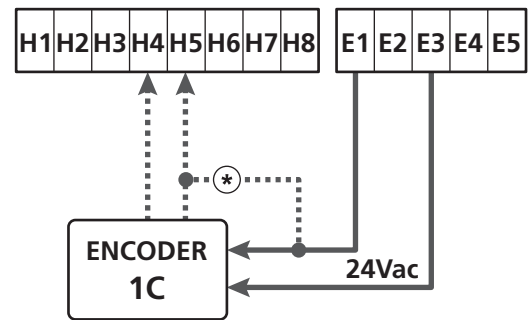 H1 H2 H3 H4 H5 H6 H7 H8 E1 E2 E3 E4 E5
*
ENCODER
1C
24Vac